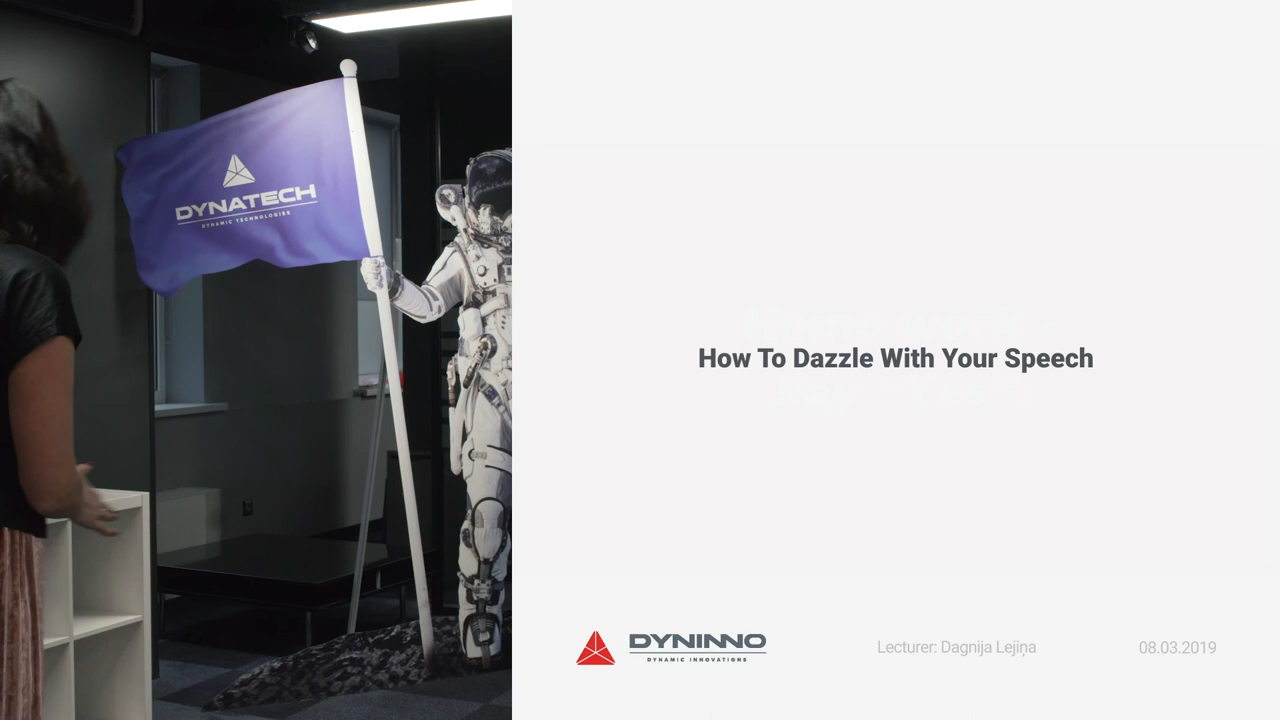 DYNATECH
DYNAMIC TECHNOLOGIES
How To Dazzle With Your Speech
DYNINNO
DYNAMIC INNOVATIONS
Lecturer: Dagnija Lejiņa
08.03.2019